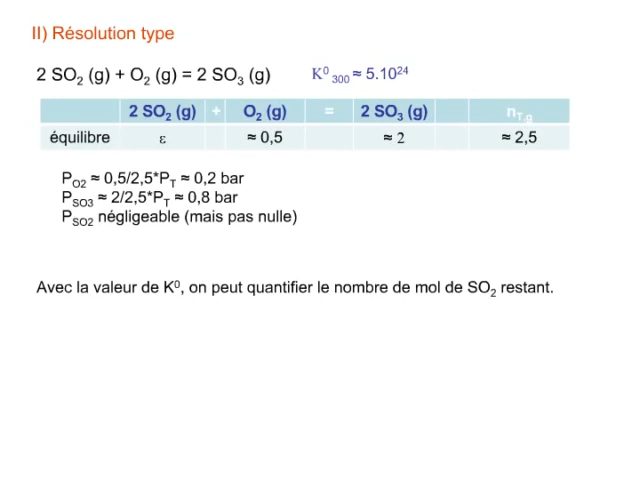 II) Résolution type
2 SO₂ (g) + O₂ (g) = 2 SO₃ (g) K⁰ ₃₀₀ ≈ 5.10²⁴
2 SO₂ (g) + O₂ (g) = 2 SO₃ (g) nT,g
équilibre ε ≈ 0,5 ≈ 2 ≈ 2,5
PO2 ≈ 0,5/2,5*PT ≈ 0,2 bar
PSO3 ≈ 2/2,5*PT ≈ 0,8 bar
PSO2 négligeable (mais pas nulle)
Avec la valeur de K⁰, on peut quantifier le nombre de mol de SO₂ restant.